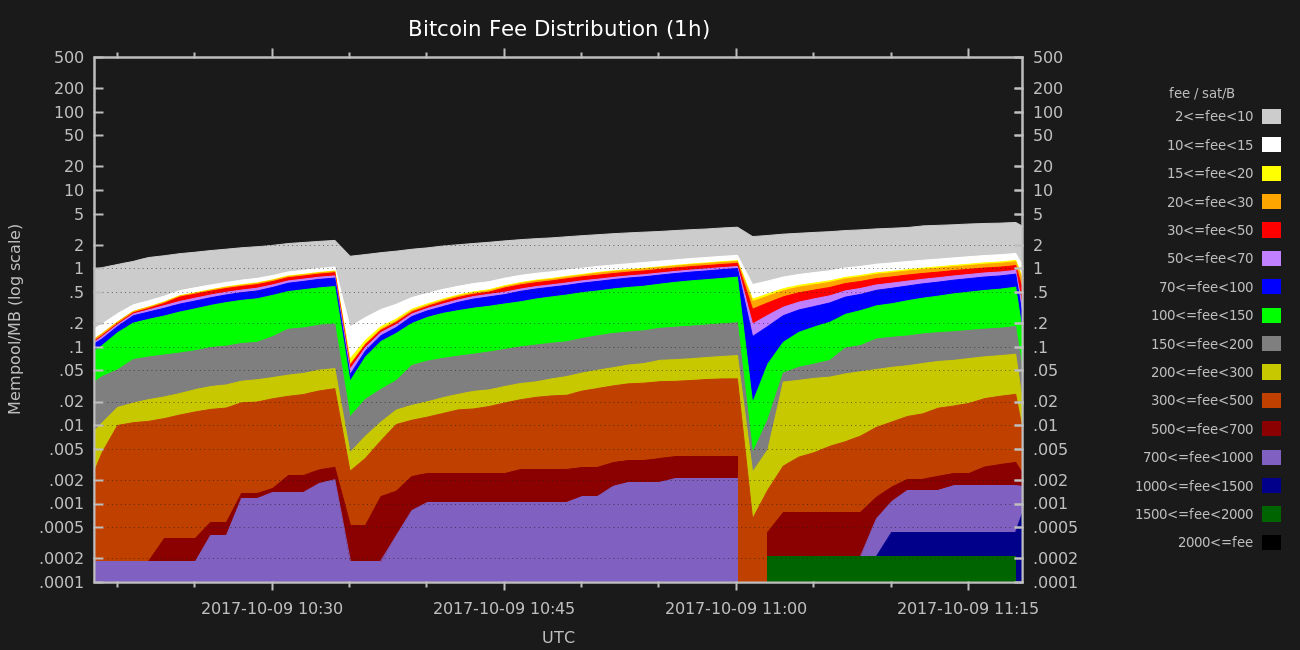 Bitcoin Fee Distribution (1h)
500
200
100
50
20
10
5
2
1
.5
.2
.1
.05
.02
.01
.005
.002
.001
.0005
.0002
.0001
Mempool/MB (log scale)
500
200
100
50
20
10
5
2
1
.5
.2
.1
.05
.02
.01
.005
.002
.001
.0005
.0002
.0001
2017-10-09 10:30 2017-10-09 10:45 2017-10-09 11:00 2017-10-09 11:15
UTC
fee / sat/B
2<=fee<10
10<=fee<15
15<=fee<20
20<=fee<30
30<=fee<50
50<=fee<70
70<=fee<100
100<=fee<150
150<=fee<200
200<=fee<300
300<=fee<500
500<=fee<700
700<=fee<1000
1000<=fee<1500
1500<=fee<2000
2000<=fee